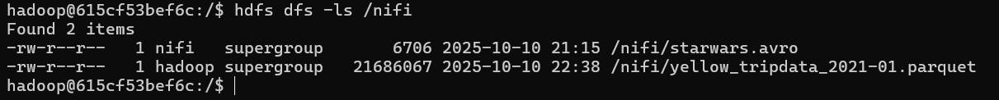 hadoop@615cf53bef6c:/$ hdfs dfs -ls /nifi
Found 2 items
-rw-r--r--   1 nifi   supergroup       6706 2025-10-10 21:15 /nifi/starwars.avro
-rw-r--r--   1 hadoop supergroup   21686067 2025-10-10 22:38 /nifi/yellow_tripdata_2021-01.parquet
hadoop@615cf53bef6c:/$